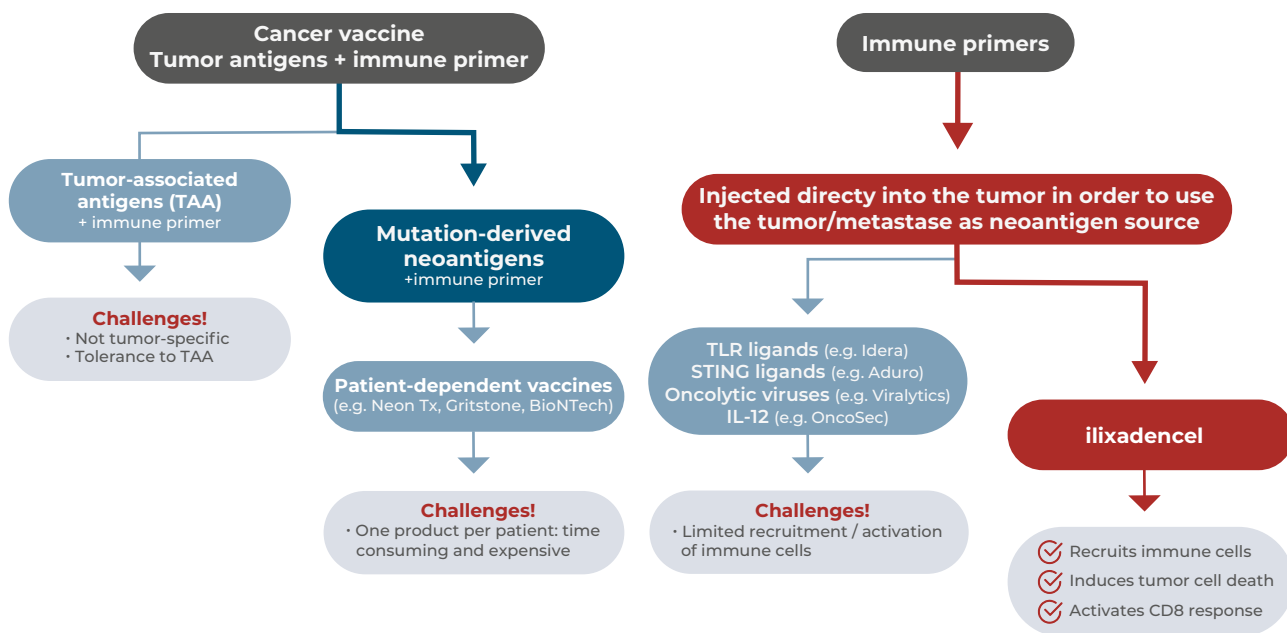 Cancer vaccine
Tumor antigens + immune primer
Tumor-associated
antigens (TAA)
+ immune primer
Challenges!
· Not tumor-specific
· Tolerance to TAA
Mutation-derived
neoantigens
+immune primer
Patient-dependent vaccines
(e.g. Neon Tx, Gritstone, BioNTech)
Challenges!
· One product per patient: time
consuming and expensive
Immune primers
Injected directy into the tumor in order to use
the tumor/metastase as neoantigen source
TLR ligands (e.g. Idera)
STING ligands (e.g. Aduro)
Oncolytic viruses (e.g. Viralytics)
IL-12 (e.g. OncoSec)
Challenges!
· Limited recruitment / activation
of immune cells
ilixadencel
Recruits immune cells
Induces tumor cell death
Activates CD8 response